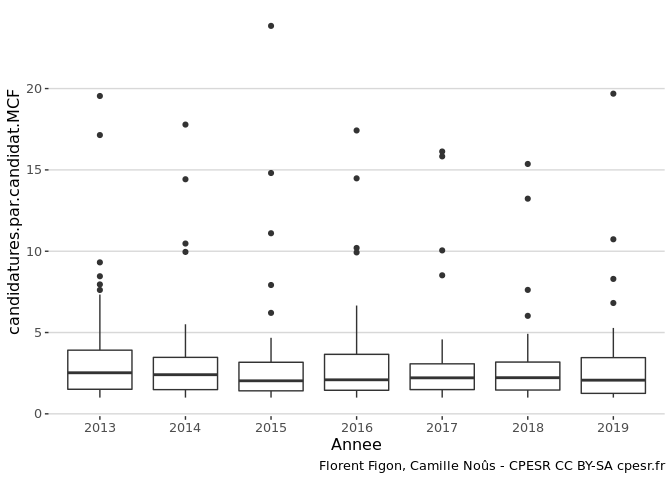 candidatures.par.candidat.MCF
20
15
10
5
0
2013 2014 2015 2016 2017 2018 2019
Annee
Florent Figon, Camille Noûs - CPESR CC BY-SA cpesr.fr